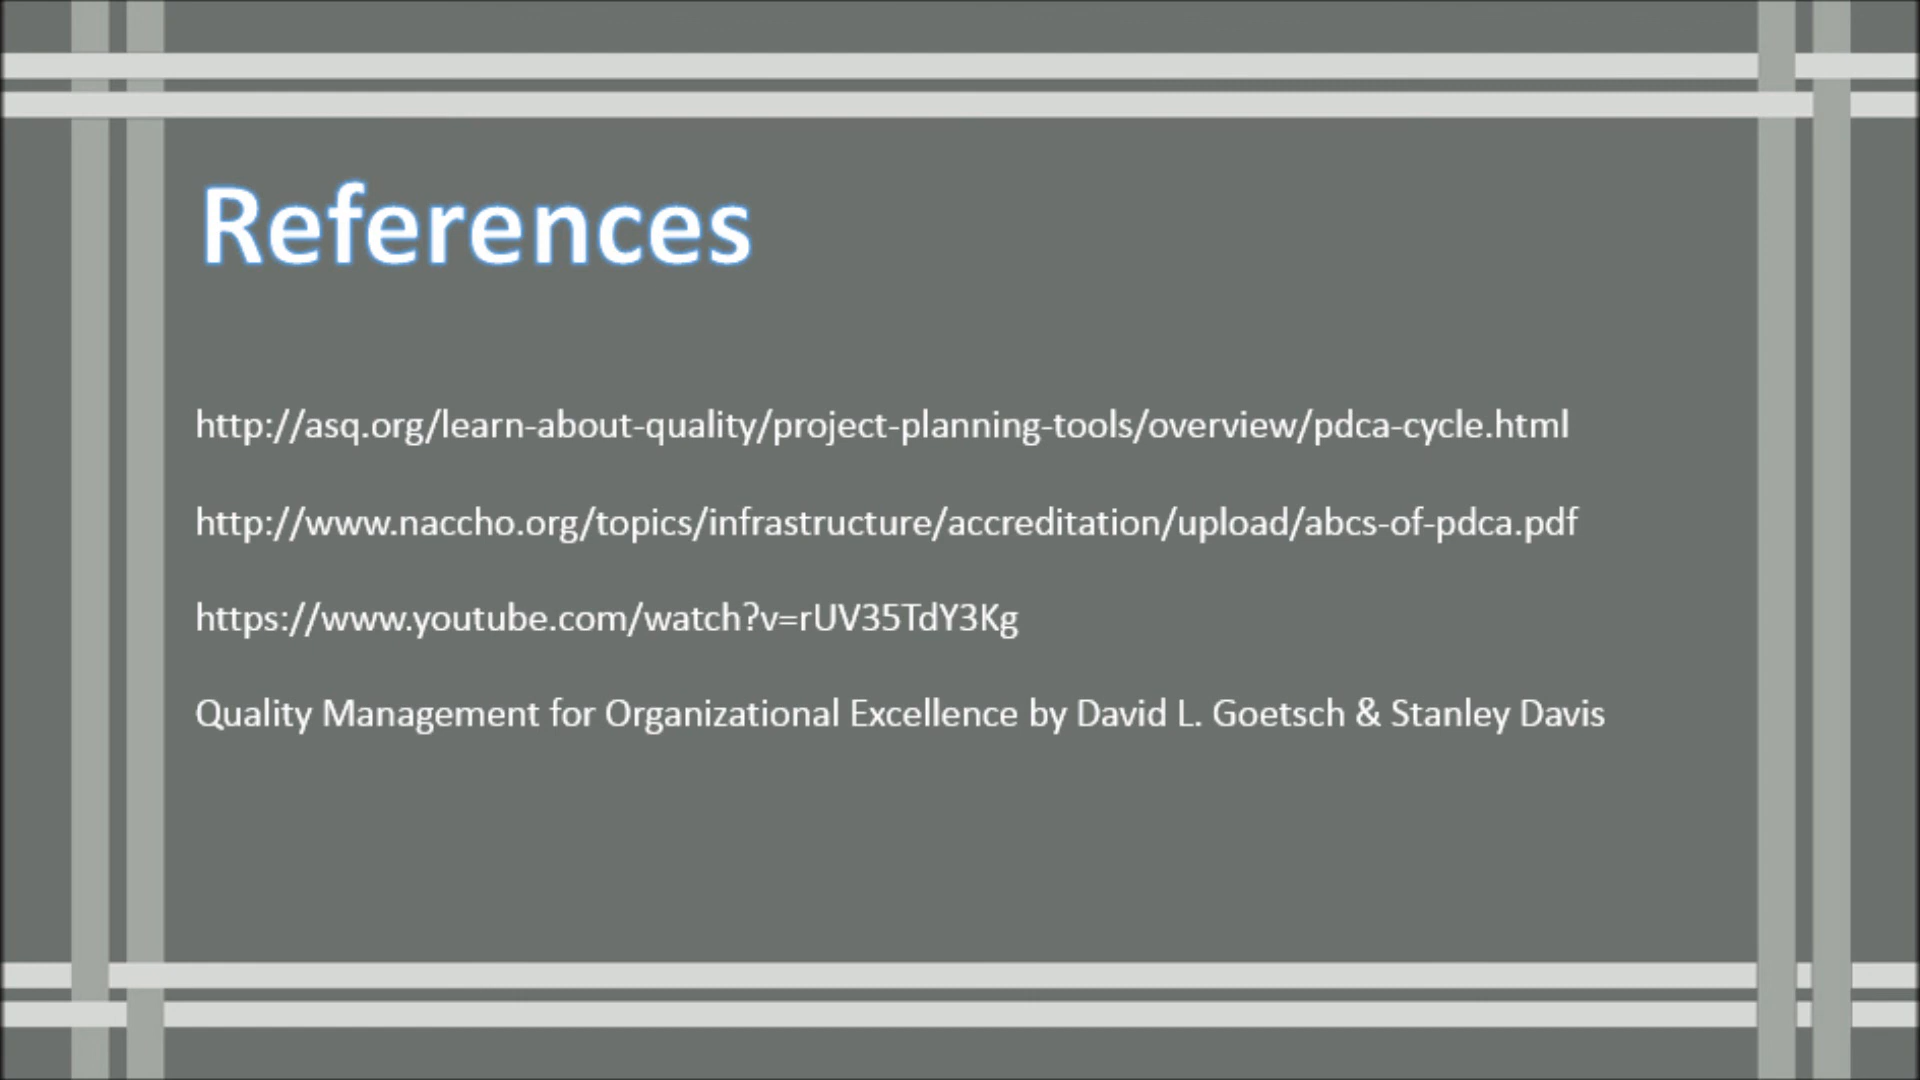 References
http://asq.org/learn-about-quality/project-planning-tools/overview/pdca-cycle.html
http://www.naccho.org/topics/infrastructure/accreditation/upload/abcs-of-pdca.pdf
https://www.youtube.com/watch?v=rUV35TdY3Kg
Quality Management for Organizational Excellence by David L. Goetsch & Stanley Davis